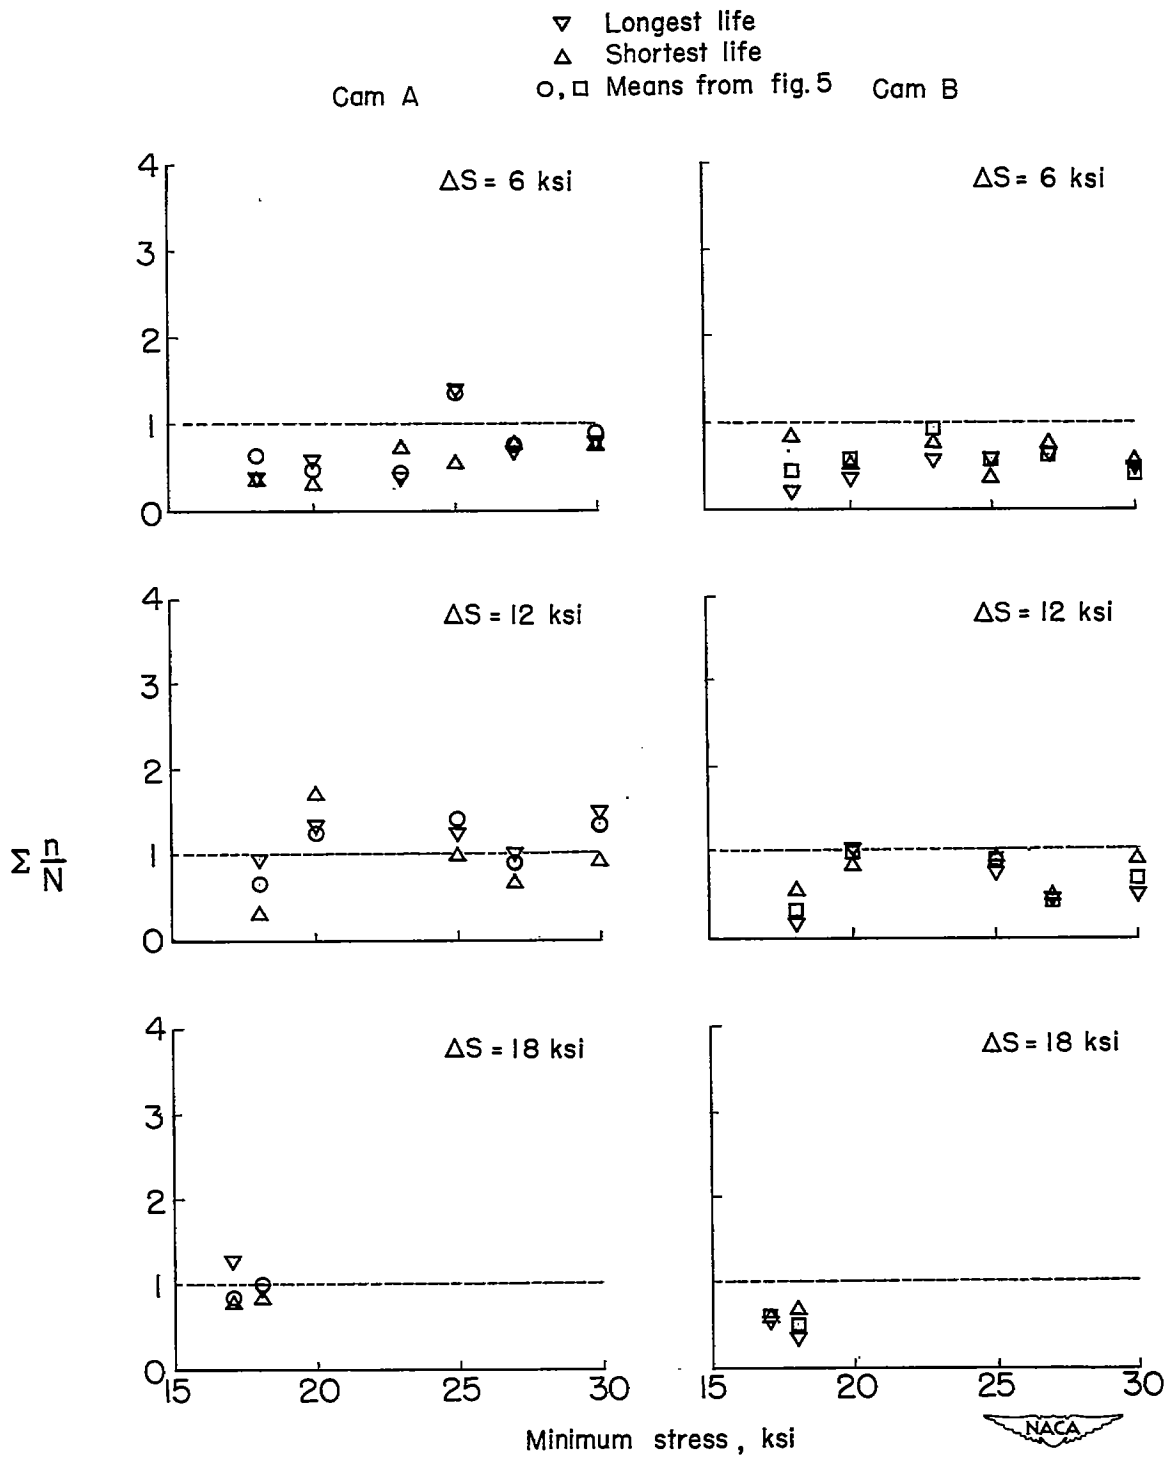 ▽ Longest life
△ Shortest life
○, □ Means from fig. 5
Cam A
Cam B
ΔS = 6 ksi
ΔS = 6 ksi
4
3
2
1
0
ΔS = 12 ksi
ΔS = 12 ksi
4
3
2
1
0
Σ n/N
ΔS = 18 ksi
ΔS = 18 ksi
4
3
2
1
0
15 20 25 30
15 20 25 30
Minimum stress, ksi
NACA